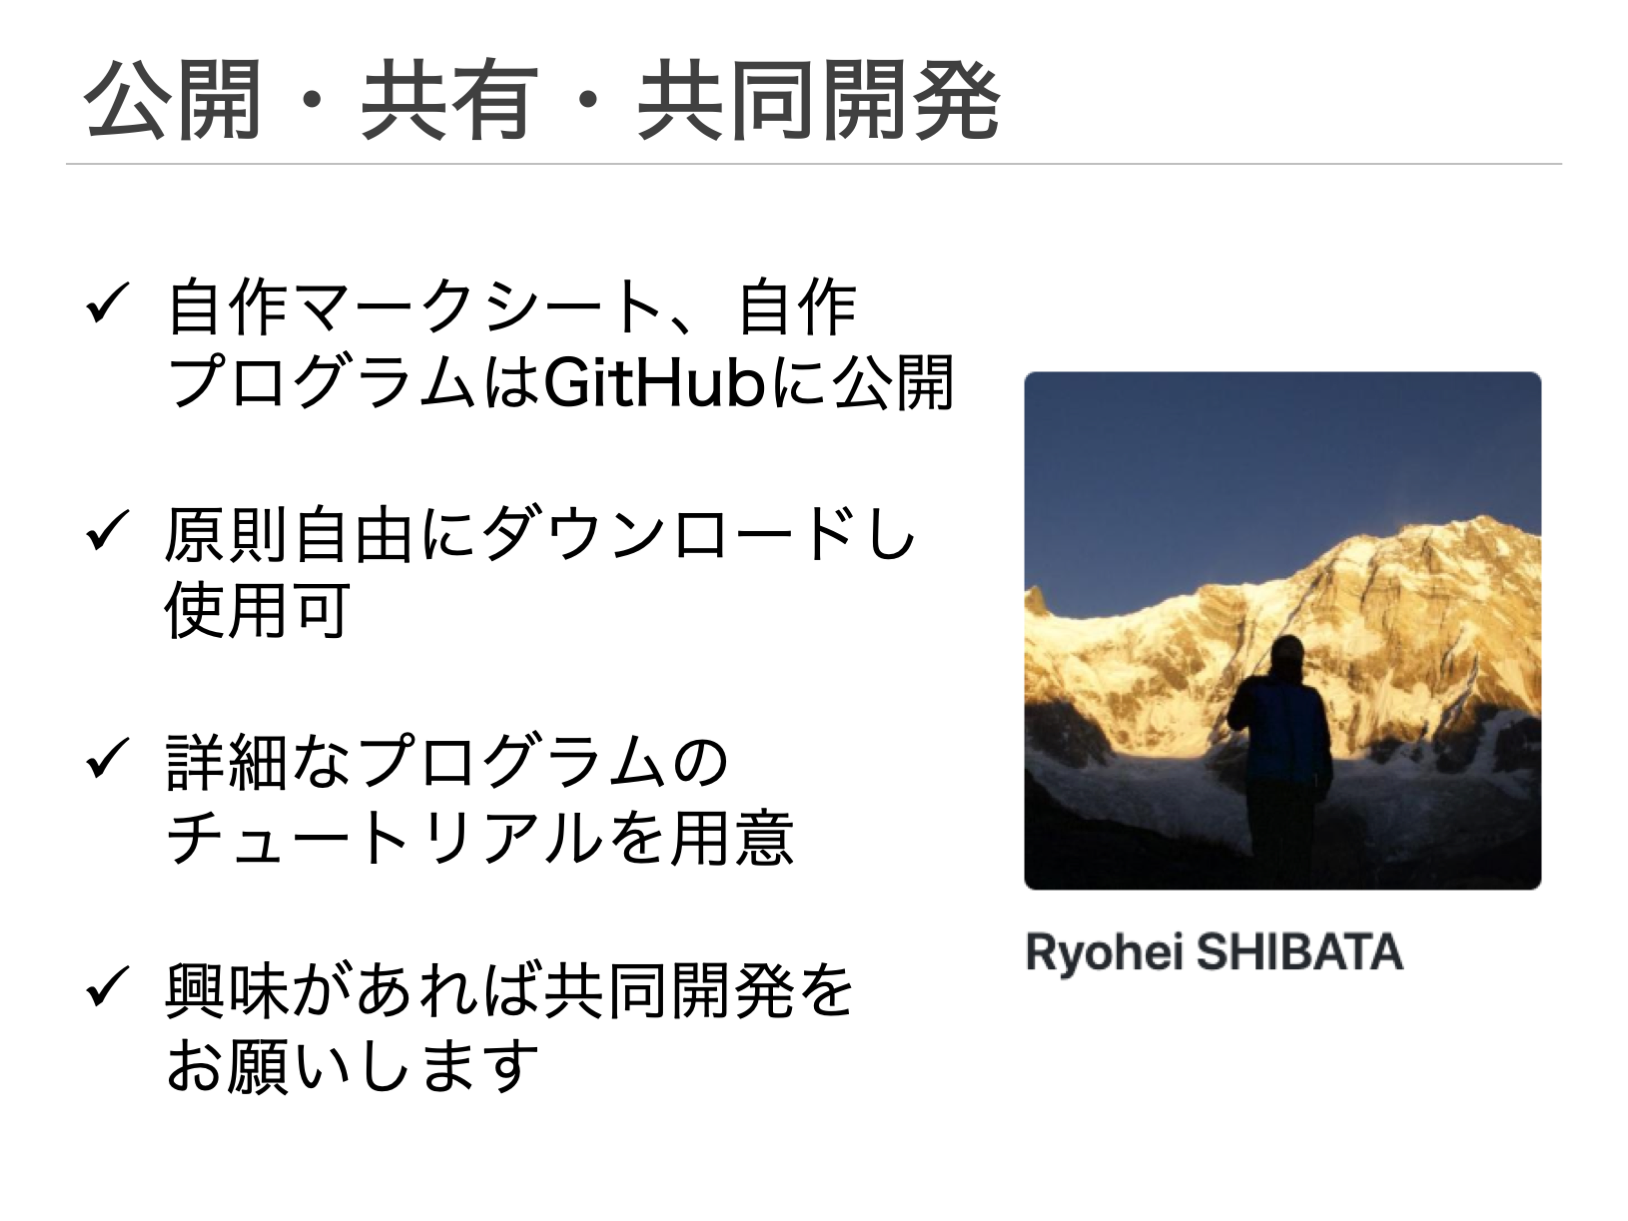 公開・共有・共同開発
✓ 自作マークシート、自作
プログラムはGitHubに公開
✓ 原則自由にダウンロードし
使用可
✓ 詳細なプログラムの
チュートリアルを用意
✓ 興味があれば共同開発を
お願いします
Ryohei SHIBATA